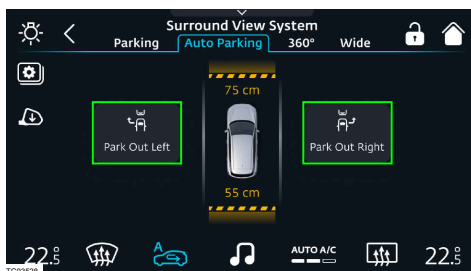 Surround View System
Parking Auto Parking 360° Wide
75 cm
Park Out Left
Park Out Right
55 cm
22.5° A AUTO A/C 22.5°
TC03528